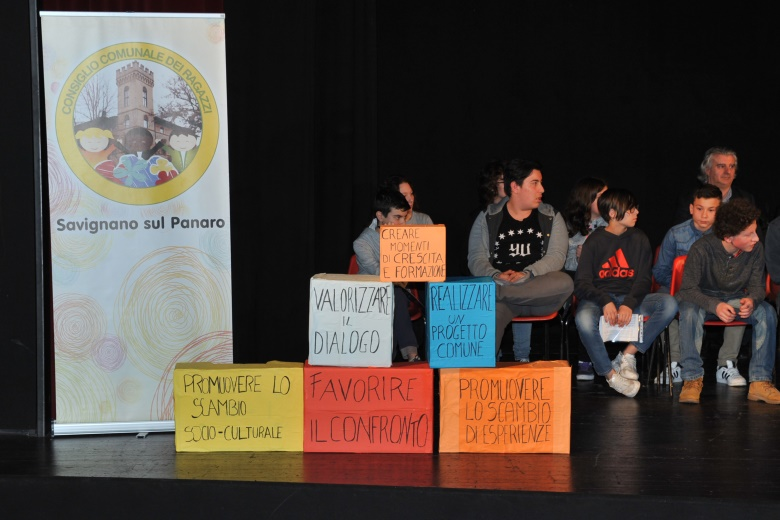 CONSIGLIO COMUNALE DEI RAGAZZI
Savignano sul Panaro
CREARE
MOMENTI
DI CRESCITA
E FORMAZIONE
VALORIZZARE
IL
DIALOGO
REALIZZARE
UN
PROGETTO
COMUNE
PROMUOVERE LO
SCAMBIO
SOCIO-CULTURALE
FAVORIRE
IL CONFRONTO
PROMUOVERE
LO SCAMBIO
DI ESPERIENZE
YU
adidas